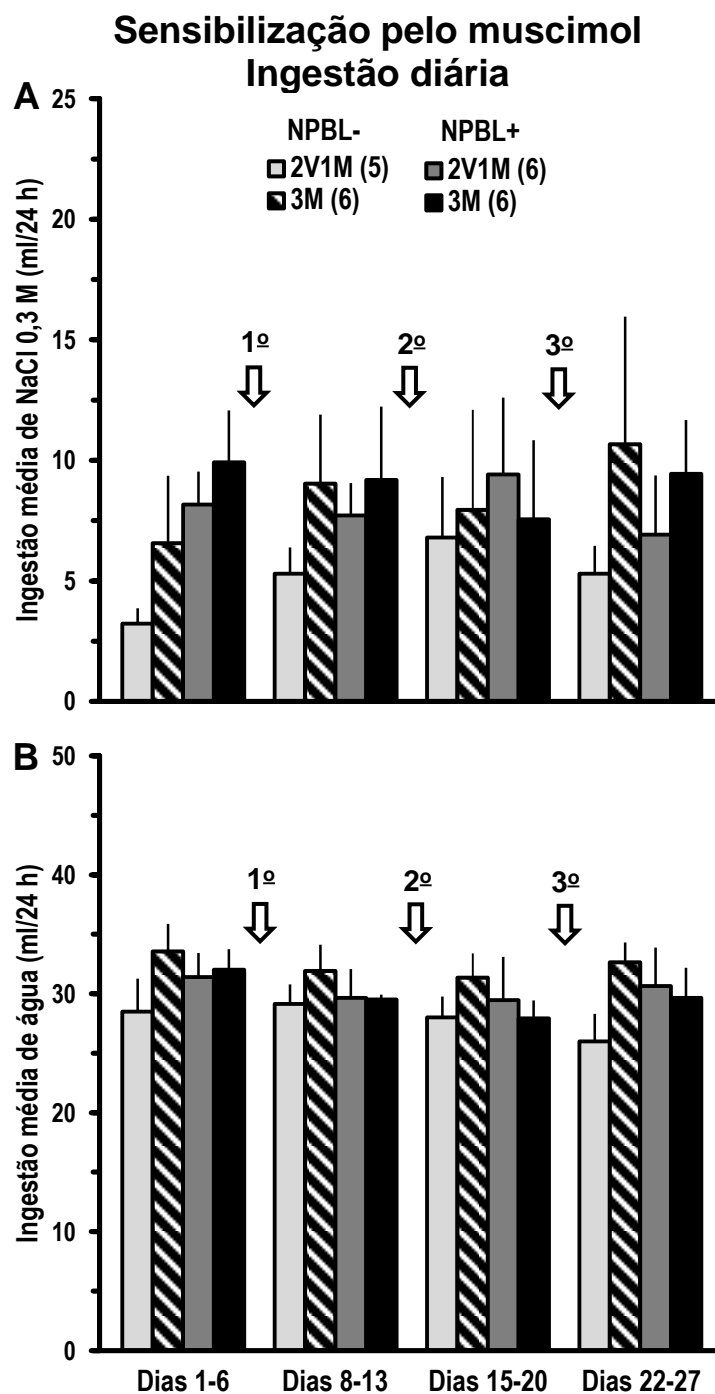 Sensibilização pelo muscimol
Ingestão diária
A
Ingestão média de NaCl 0,3 M (ml/24 h)
25
20
15
10
5
0
NPBL- NPBL+
2V1M (5) 2V1M (6)
3M (6) 3M (6)
1º 2º 3º
B
Ingestão média de água (ml/24 h)
50
40
30
20
10
0
1º 2º 3º
Dias 1-6 Dias 8-13 Dias 15-20 Dias 22-27